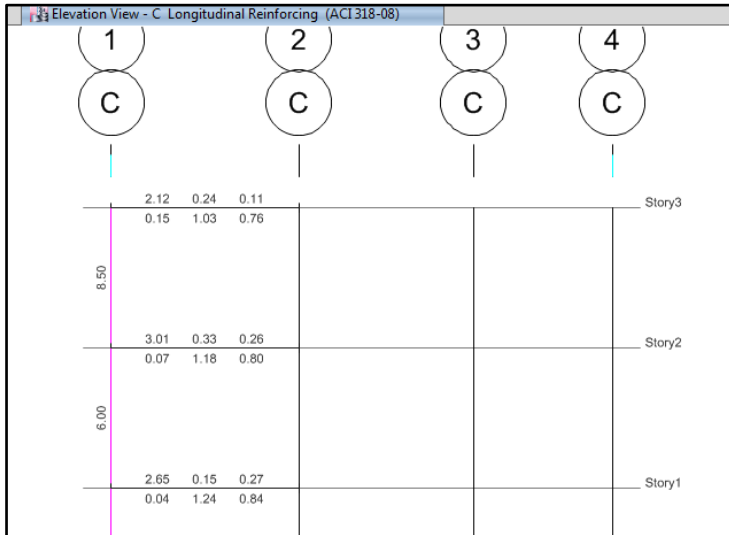 Elevation View - C Longitudinal Reinforcing (ACI 318-08)
1 2 3 4
C C C C
2.12 0.24 0.11
Story3
0.15 1.03 0.76
8.50
3.01 0.33 0.26
Story2
0.07 1.18 0.80
6.00
2.65 0.15 0.27
Story1
0.04 1.24 0.84